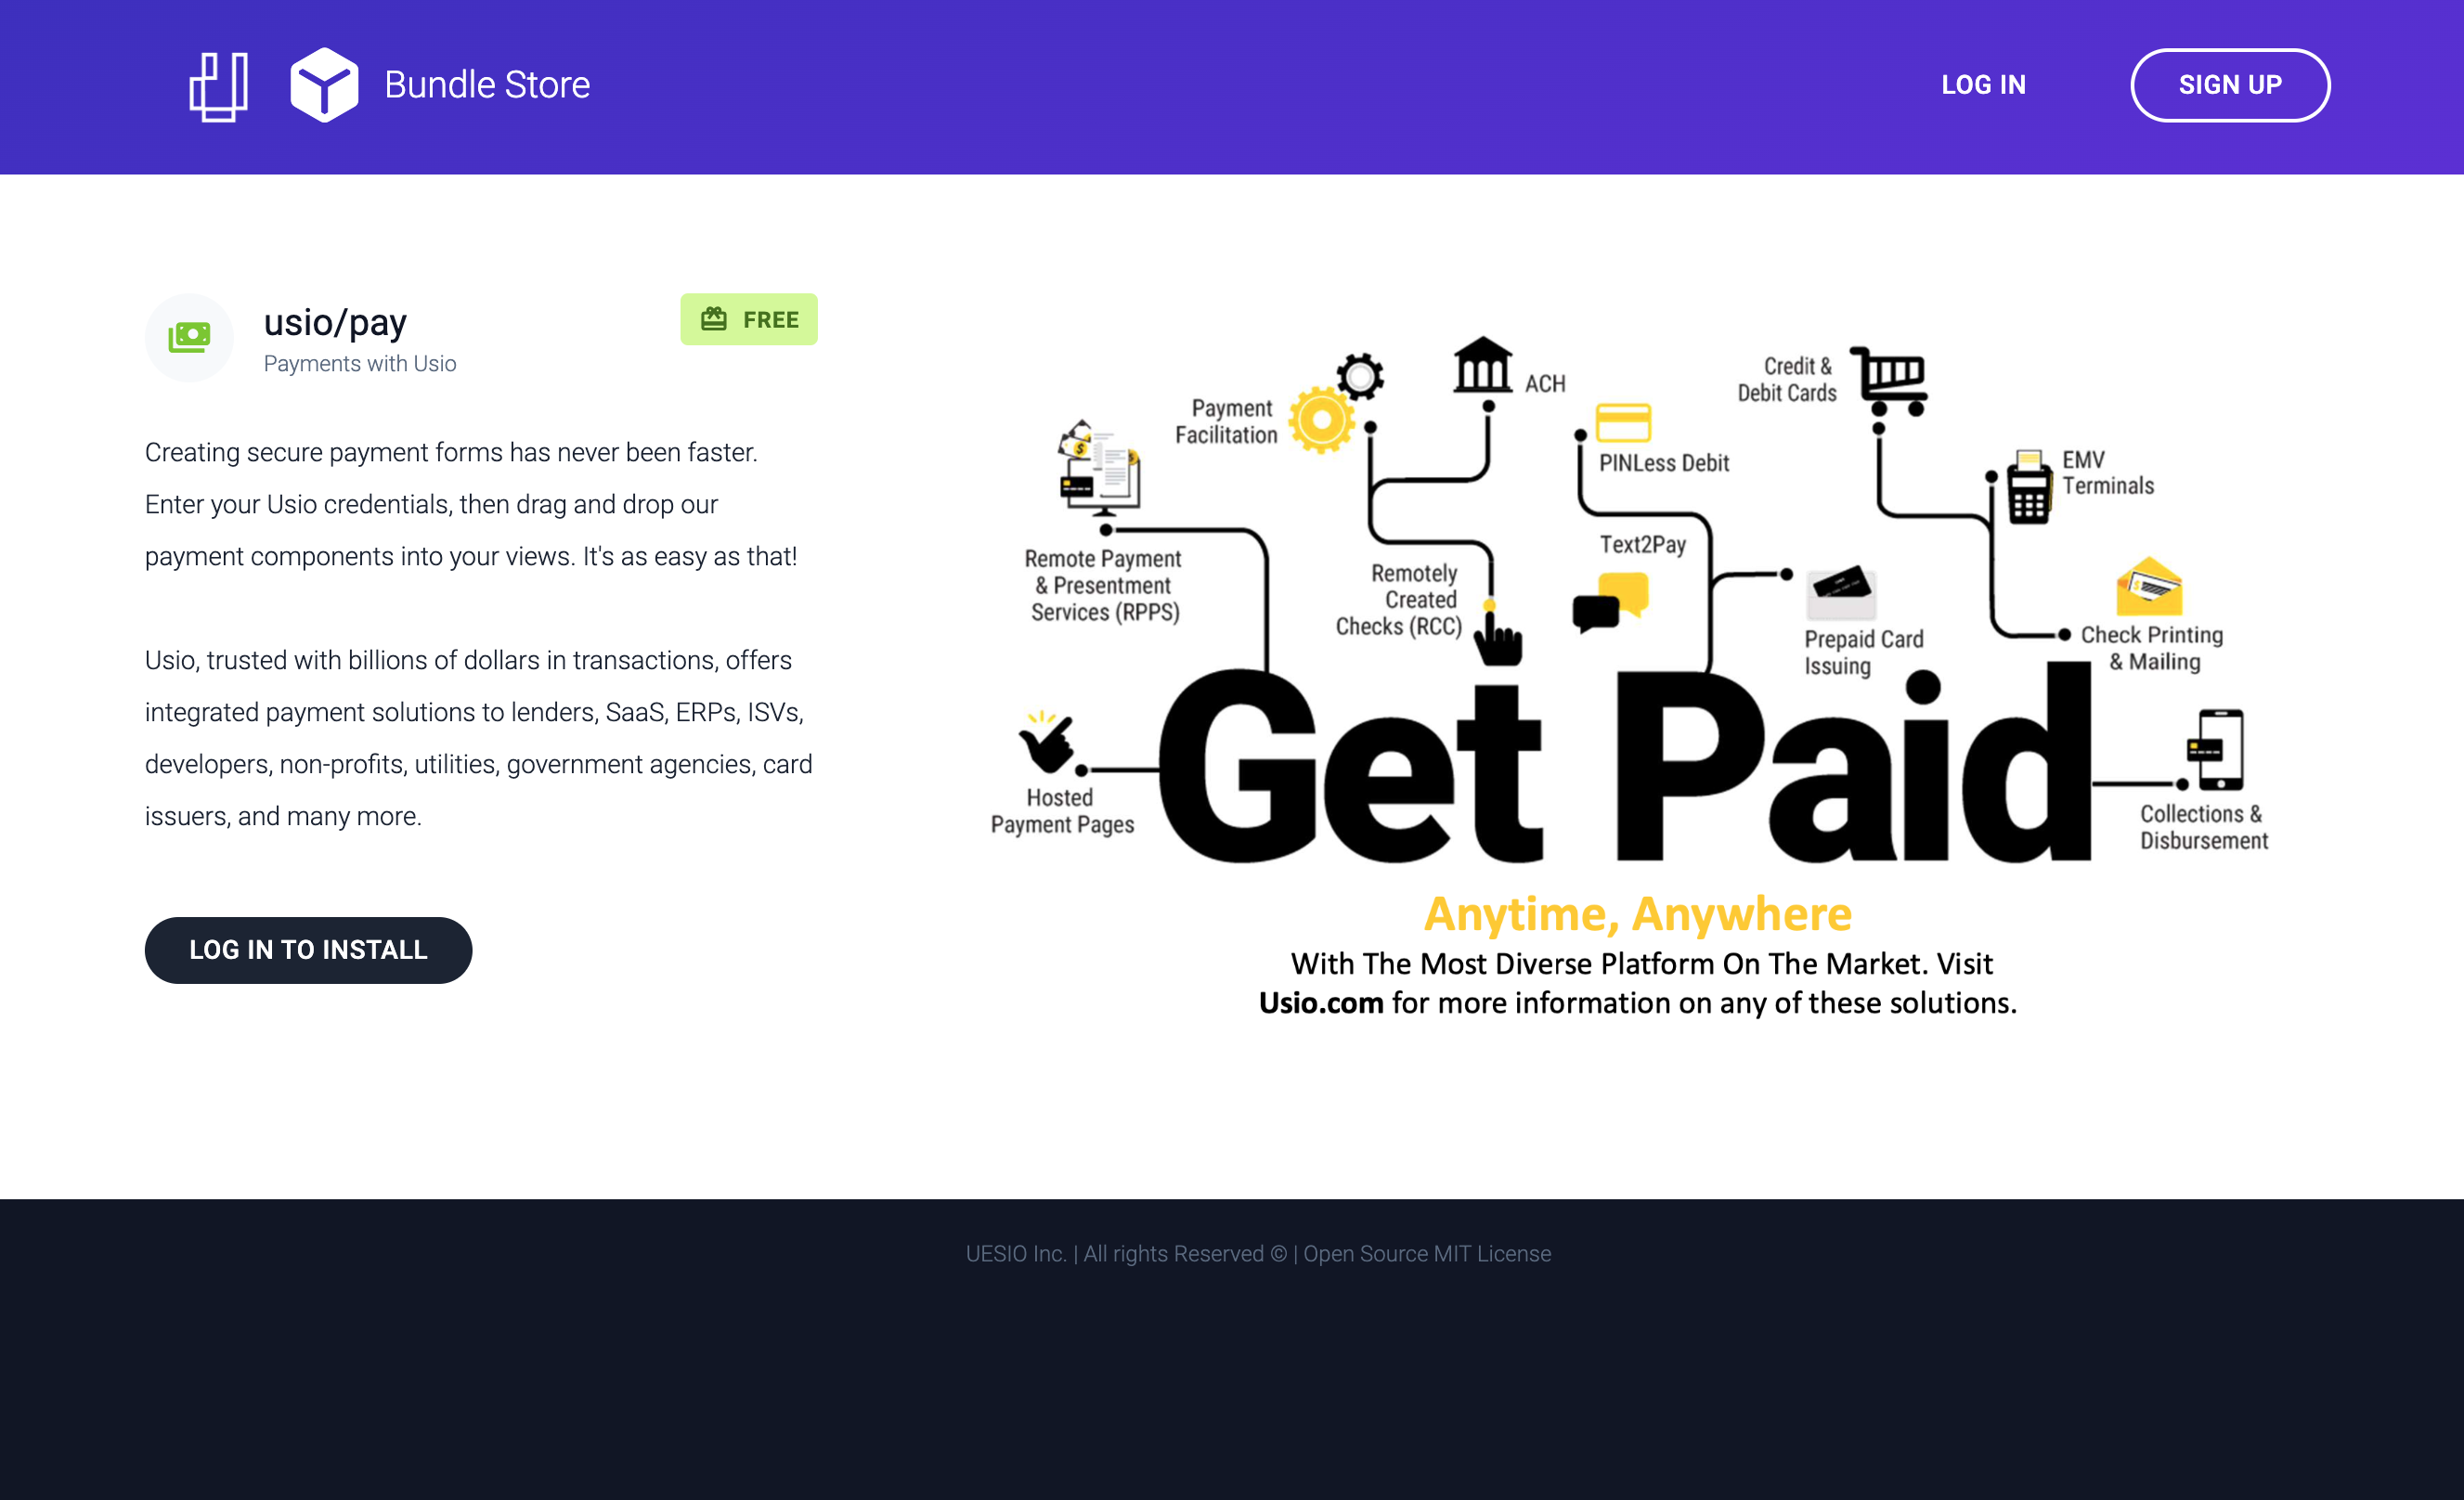 Bundle Store
LOG IN
SIGN UP
usio/pay
Payments with Usio
FREE
Creating secure payment forms has never been faster.
Enter your Usio credentials, then drag and drop our
payment components into your views. It's as easy as that!
Usio, trusted with billions of dollars in transactions, offers
integrated payment solutions to lenders, SaaS, ERPs, ISVs,
developers, non-profits, utilities, government agencies, card
issuers, and many more.
LOG IN TO INSTALL
Remote Payment
& Presentment
Services (RPPS)
Payment
Facilitation
ACH
PINLess Debit
Credit &
Debit Cards
EMV
Terminals
Remotely
Created
Checks (RCC)
Text2Pay
Prepaid Card
Issuing
Check Printing
& Mailing
Hosted
Payment Pages
Get Paid
Collections &
Disbursement
Anytime, Anywhere
With The Most Diverse Platform On The Market. Visit
Usio.com for more information on any of these solutions.
UESIO Inc. | All rights Reserved © | Open Source MIT License